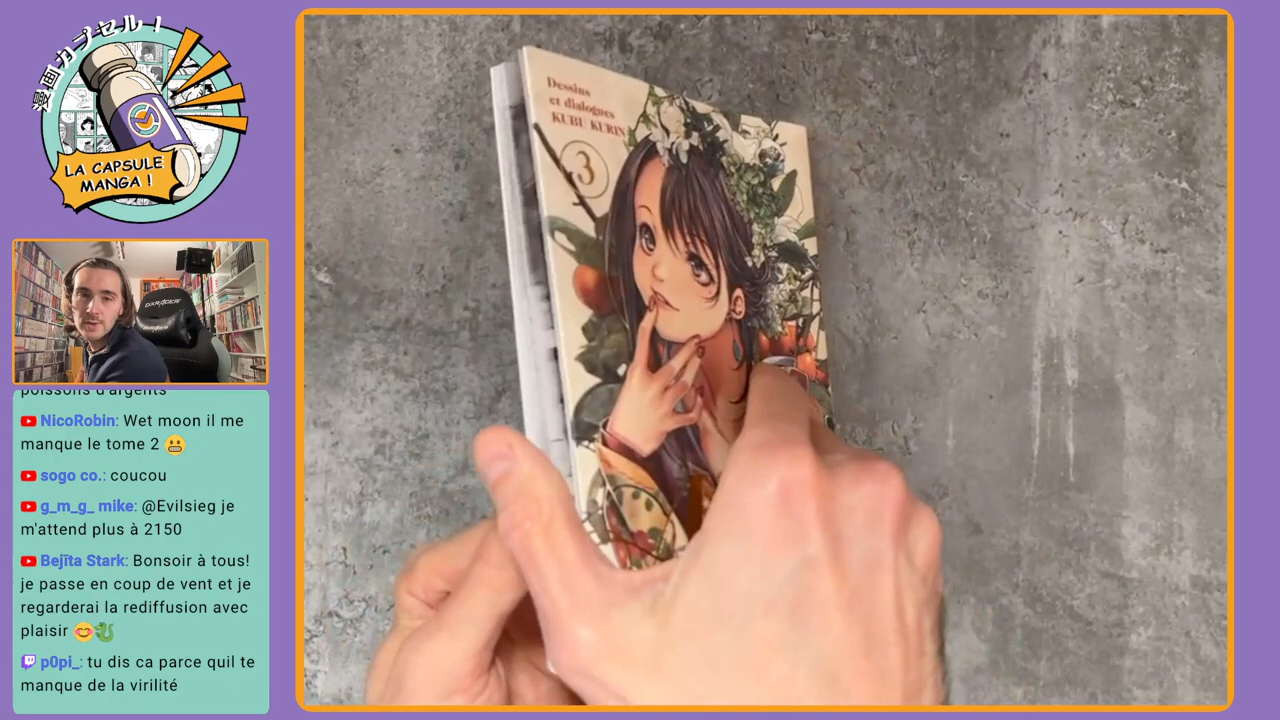 漫画カプセル!
LA CAPSULE
MANGA !
DXRACER
poissons d'argents
NicoRobin: Wet moon il me
manque le tome 2 😬
sogo co.: coucou
g_m_g_ mike: @Evilsieg je
m'attend plus à 2150
Bejīta Stark: Bonsoir à tous!
je passe en coup de vent et je
regarderai la rediffusion avec
plaisir 😊🐉
p0pi_: tu dis ca parce quil te
manque de la virilité
Dessins
et dialogues
KUBU KURIN
3